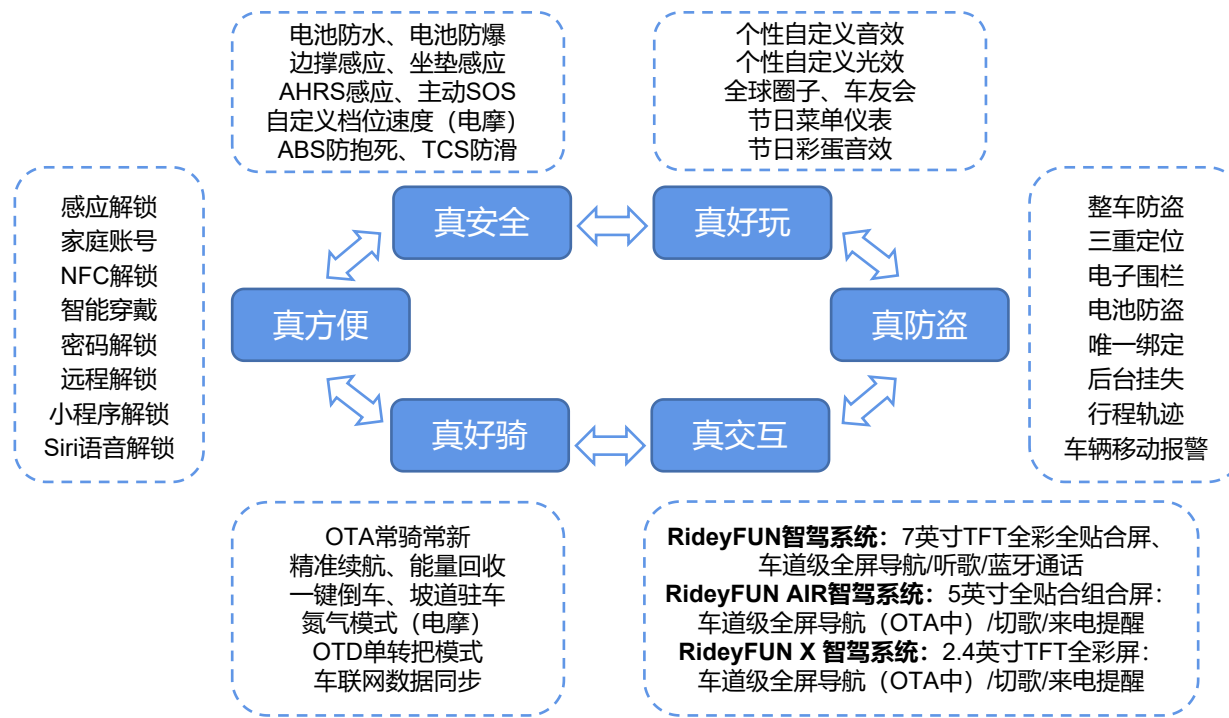 电池防水、电池防爆
边撑感应、坐垫感应
AHRS感应、主动SOS
自定义档位速度（电摩）
ABS防抱死、TCS防滑
个性自定义音效
个性自定义光效
全球圈子、车友会
节日菜单仪表
节日彩蛋音效
感应解锁
家庭账号
NFC解锁
智能穿戴
密码解锁
远程解锁
小程序解锁
Siri语音解锁
真安全
真好玩
真方便
真防盗
真好骑
真交互
整车防盗
三重定位
电子围栏
电池防盗
唯一绑定
后台挂失
行程轨迹
车辆移动报警
OTA常骑常新
精准续航、能量回收
一键倒车、坡道驻车
氮气模式（电摩）
OTD单转把模式
车联网数据同步
RideyFUN智驾系统：7英寸TFT全彩全贴合屏、
车道级全屏导航/听歌/蓝牙通话
RideyFUN AIR智驾系统：5英寸全贴合组合屏：
车道级全屏导航（OTA中）/切歌/来电提醒
RideyFUN X 智驾系统：2.4英寸TFT全彩屏：
车道级全屏导航（OTA中）/切歌/来电提醒